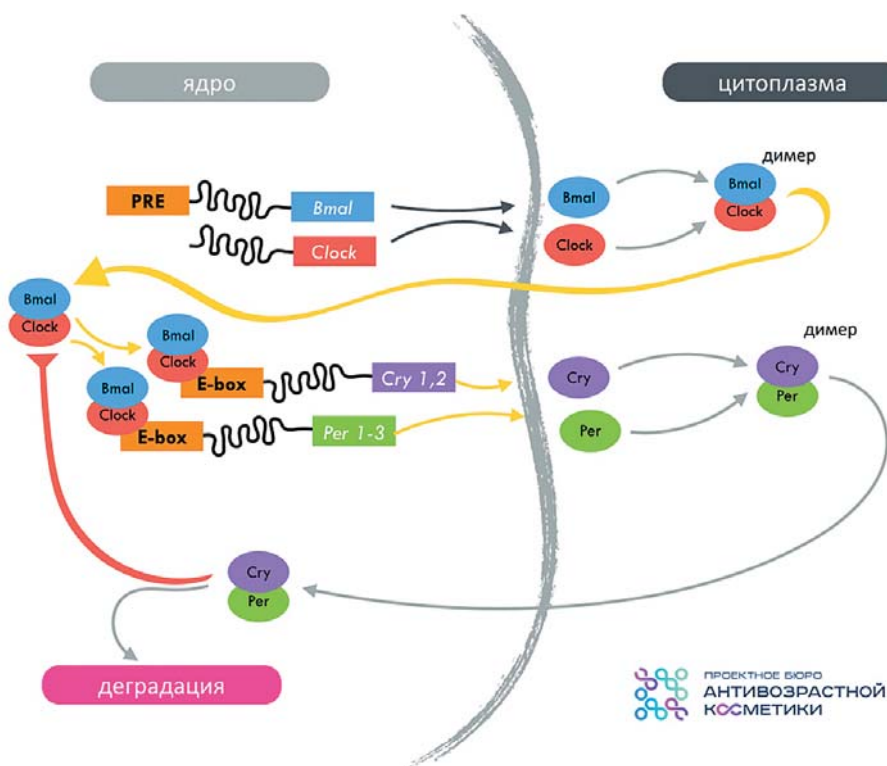 ядро
цитоплазма
димер
PRE
Bmal
Clock
Bmal
Clock
Bmal
Clock
Bmal
Clock
Bmal
Clock
E-box
Cry 1,2
Bmal
Clock
E-box
Per 1-3
Cry
Per
димер
Cry
Per
Cry
Per
деградация
ПРОЕКТНОЕ БЮРО
АНТИВОЗРАСТНОЙ
КОСМЕТИКИ